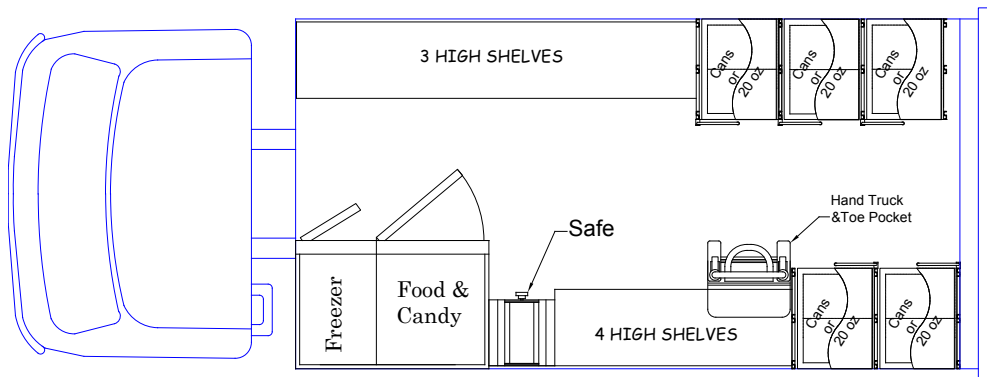 3 HIGH SHELVES
Cans
or
20 oz
Cans
or
20 oz
Cans
or
20 oz
Hand Truck
&Toe Pocket
Safe
Freezer
Food &
Candy
4 HIGH SHELVES
Cans
or
20 oz
Cans
or
20 oz